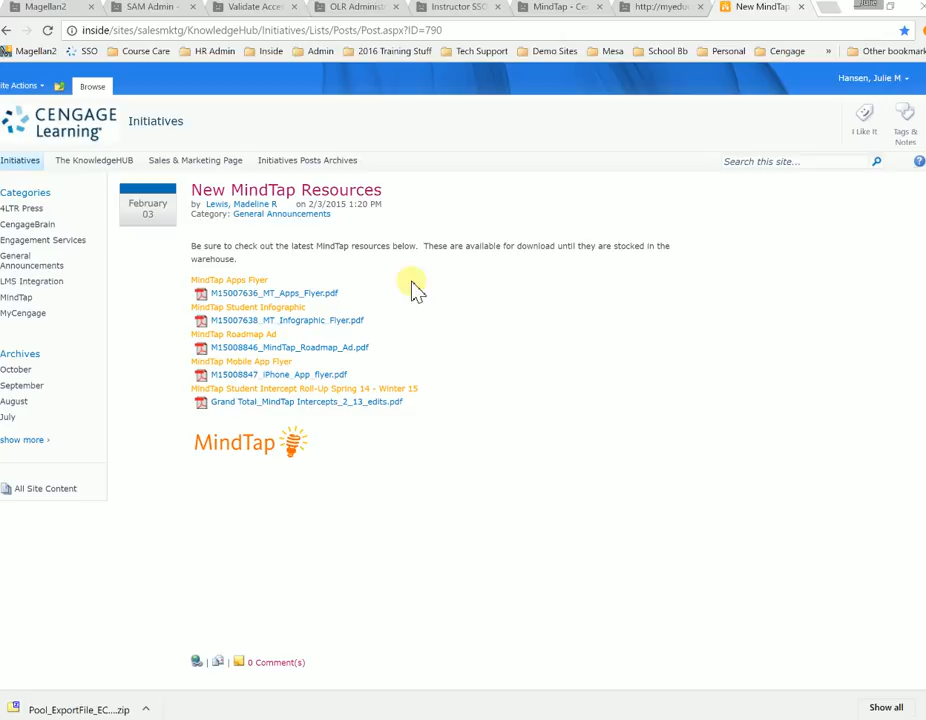 Magellan2
SAM Admin -
Validate Acce
OLR Administ
Instructor SSO
MindTap - Ce
http://myedu
New MindTap
Julie
inside/sites/salesmktg/KnowledgeHub/Initiatives/Lists/Posts/Post.aspx?ID=790
Magellan2 SSO Course Care HR Admin Inside Admin 2016 Training Stuff Tech Support Demo Sites Mesa School Bb Personal Cengage » Other bookmark
ite Actions Browse
Hansen, Julie M
CENGAGE
Learning
Initiatives
I Like It
Tags &
Notes
Initiatives The KnowledgeHUB Sales & Marketing Page Initiatives Posts Archives
Search this site...
Categories
4LTR Press
CengageBrain
Engagement Services
General
Announcements
LMS Integration
MindTap
MyCengage
Archives
October
September
August
July
show more ›
All Site Content
February
03
New MindTap Resources
by Lewis, Madeline R on 2/3/2015 1:20 PM
Category: General Announcements
Be sure to check out the latest MindTap resources below. These are available for download until they are stocked in the
warehouse.
MindTap Apps Flyer
M15007636_MT_Apps_Flyer.pdf
MindTap Student Infographic
M15007638_MT_Infographic_Flyer.pdf
MindTap Roadmap Ad
M15008846_MindTap_Roadmap_Ad.pdf
MindTap Mobile App Flyer
M15008847_iPhone_App_flyer.pdf
MindTap Student Intercept Roll-Up Spring 14 - Winter 15
Grand Total_MindTap Intercepts_2_13_edits.pdf
MindTap
| | 0 Comment(s)
Pool_ExportFile_EC....zip
Show all